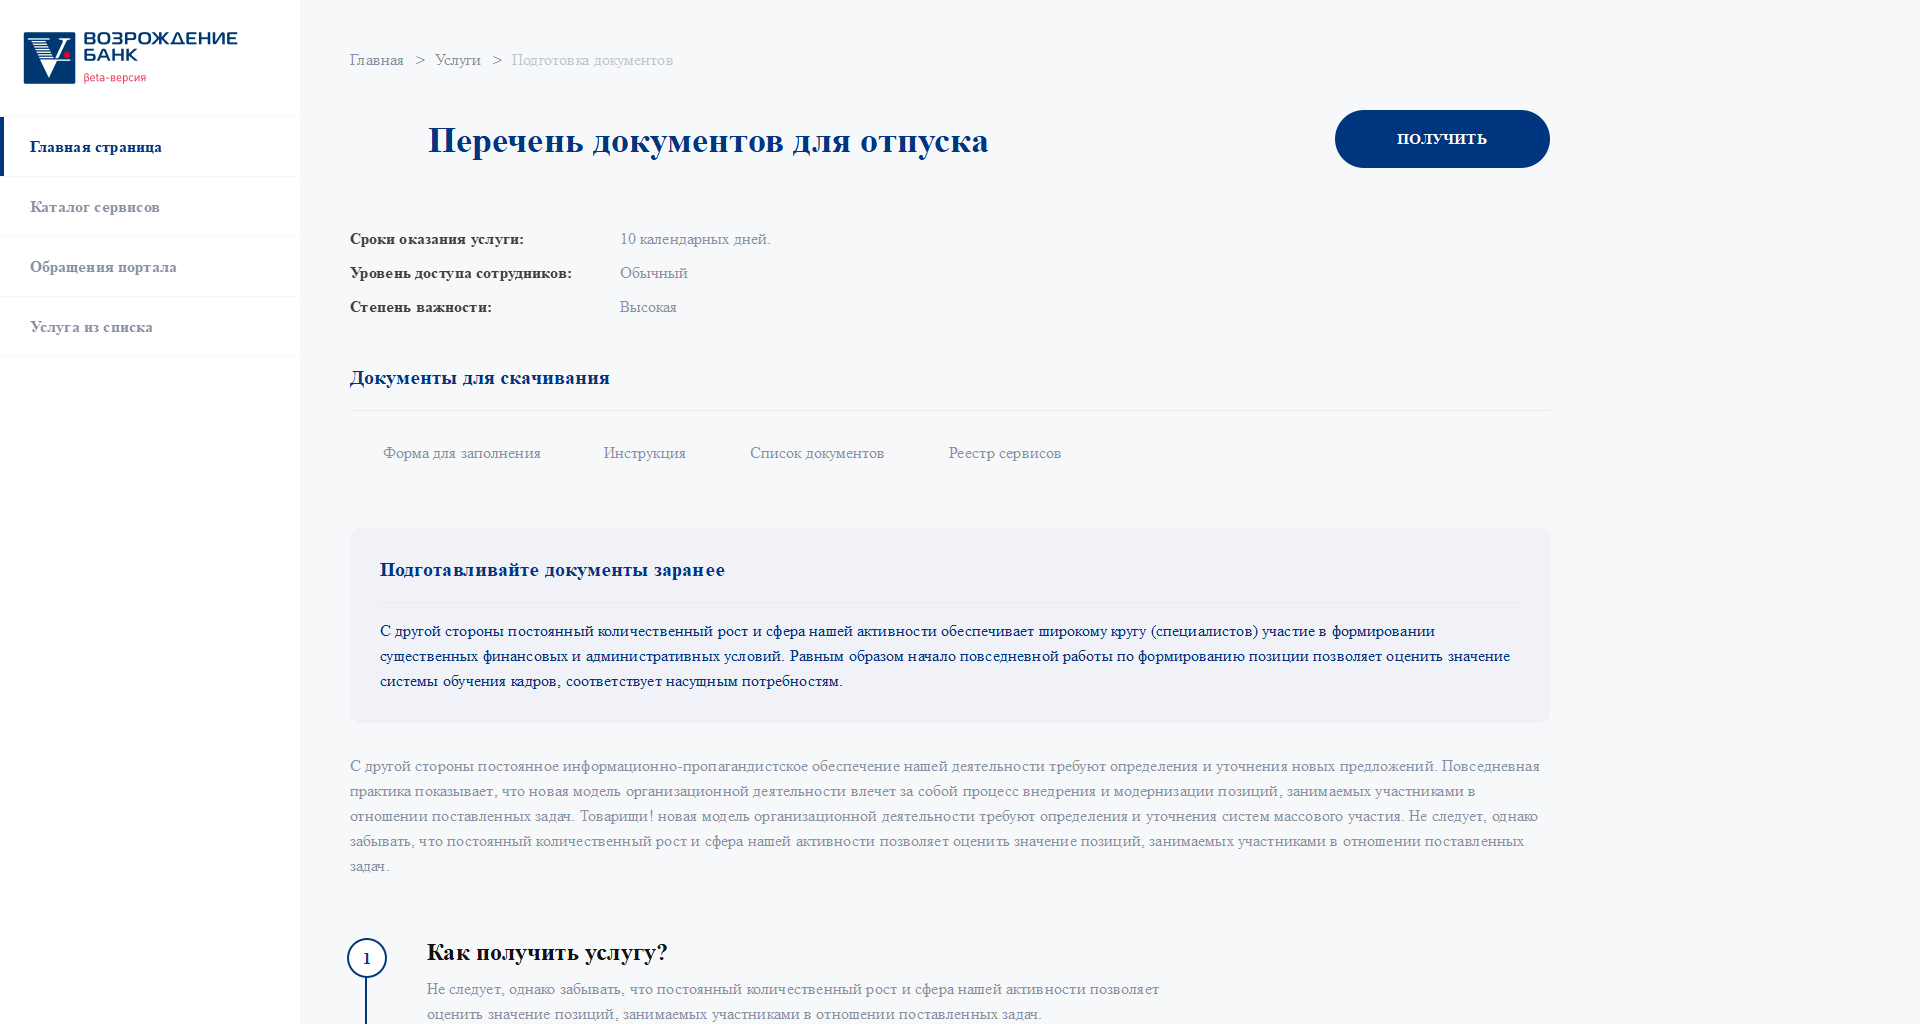 ВОЗРОЖДЕНИЕ
БАНК
βeta-версия
Главная страница
Каталог сервисов
Обращения портала
Услуга из списка
Главная > Услуги > Подготовка документов
Перечень документов для отпуска
ПОЛУЧИТЬ
Сроки оказания услуги: 10 календарных дней.
Уровень доступа сотрудников: Обычный
Степень важности: Высокая
Документы для скачивания
Форма для заполнения Инструкция Список документов Реестр сервисов
Подготавливайте документы заранее
С другой стороны постоянный количественный рост и сфера нашей активности обеспечивает широкому кругу (специалистов) участие в формировании
существенных финансовых и административных условий. Равным образом начало повседневной работы по формированию позиции позволяет оценить значение
системы обучения кадров, соответствует насущным потребностям.
С другой стороны постоянное информационно-пропагандистское обеспечение нашей деятельности требуют определения и уточнения новых предложений. Повседневная
практика показывает, что новая модель организационной деятельности влечет за собой процесс внедрения и модернизации позиций, занимаемых участниками в
отношении поставленных задач. Товарищи! новая модель организационной деятельности требуют определения и уточнения систем массового участия. Не следует, однако
забывать, что постоянный количественный рост и сфера нашей активности позволяет оценить значение позиций, занимаемых участниками в отношении поставленных
задач.
1 Как получить услугу?
Не следует, однако забывать, что постоянный количественный рост и сфера нашей активности позволяет
оценить значение позиций, занимаемых участниками в отношении поставленных задач.